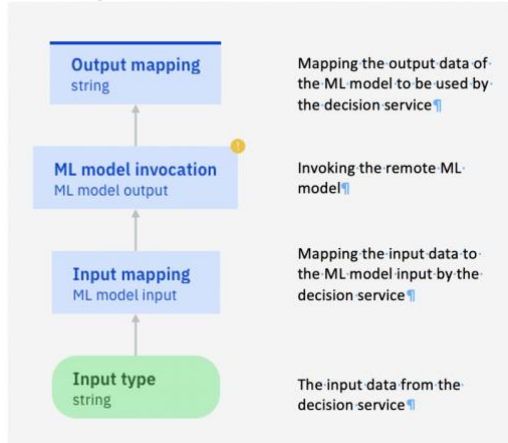 Output mapping
string
Mapping the output data of
the ML model to be used by
the decision service¶
ML model invocation
ML model output
!
Invoking the remote ML
model¶
Input mapping
ML model input
Mapping the input data to
the ML model input by the
decision service¶
Input type
string
The input data from the
decision service¶